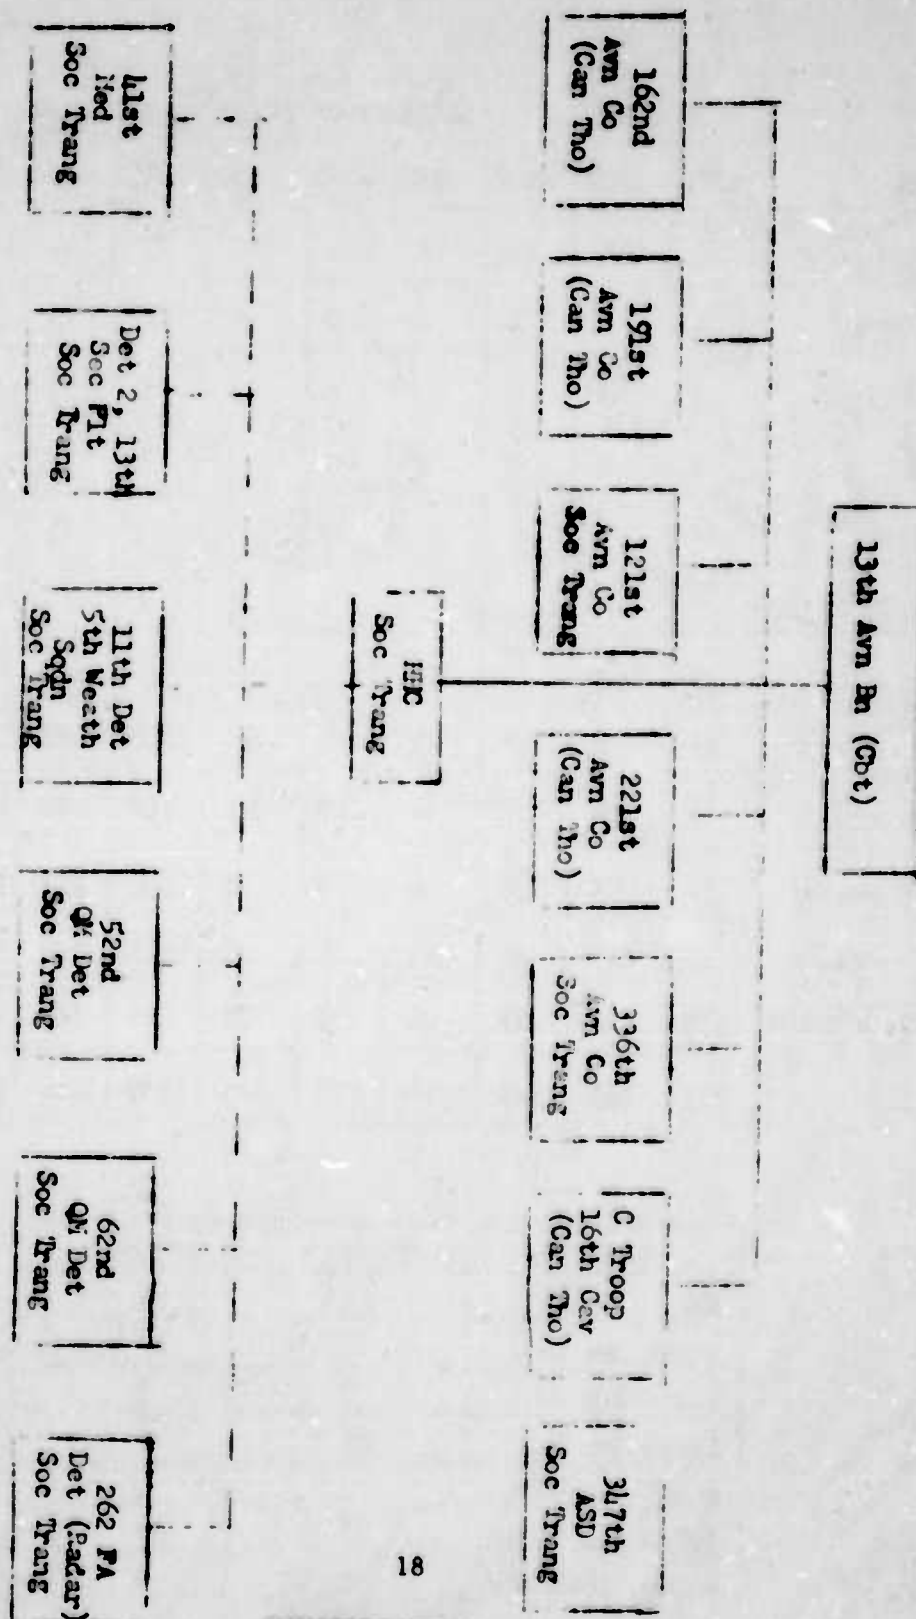 13th Avn Bn (Cbt)
162nd
Avn Co
(Can Tho)
191st
Avn Co
(Can Tho)
121st
Avn Co
Soc Trang
221st
Avn Co
(Can Tho)
336th
Avn Co
Soc Trang
C Troop
16th Cav
(Can Tho)
347th
ASD
Soc Trang
HHC
Soc Trang
41st
Med
Soc Trang
Det 2, 13th
Sec Plt
Soc Trang
11th Det
5th Weath
Sqdn
Soc Trang
52nd
QM Det
Soc Trang
62nd
QM Det
Soc Trang
262 FA
Det (Radar)
Soc Trang
18